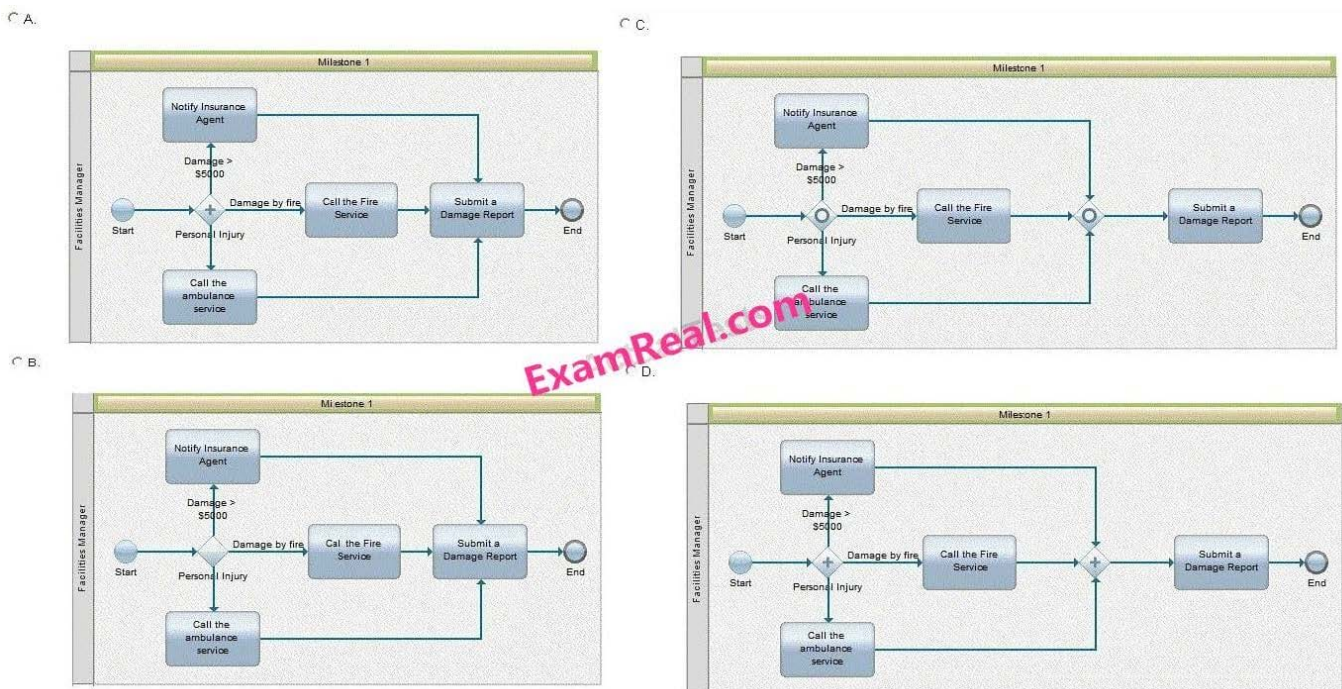 A.
Milestone 1
Facilities Manager
Notify Insurance
Agent
Damage >
$5000
Damage by fire
Call the Fire
Service
Submit a
Damage Report
Start
Personal Injury
End
Call the
ambulance
service
C.
Milestone 1
Facilities Manager
Notify Insurance
Agent
Damage >
$5000
Damage by fire
Call the Fire
Service
Submit a
Damage Report
Start
Personal Injury
End
Call the
ambulance
service
ExamReal.com
B.
Milestone 1
Facilities Manager
Notify Insurance
Agent
Damage >
$5000
Damage by fire
Call the Fire
Service
Submit a
Damage Report
Start
Personal Injury
End
Call the
ambulance
service
D.
Milestone 1
Facilities Manager
Notify Insurance
Agent
Damage >
$5000
Damage by fire
Call the Fire
Service
Submit a
Damage Report
Start
Personal Injury
End
Call the
ambulance
service